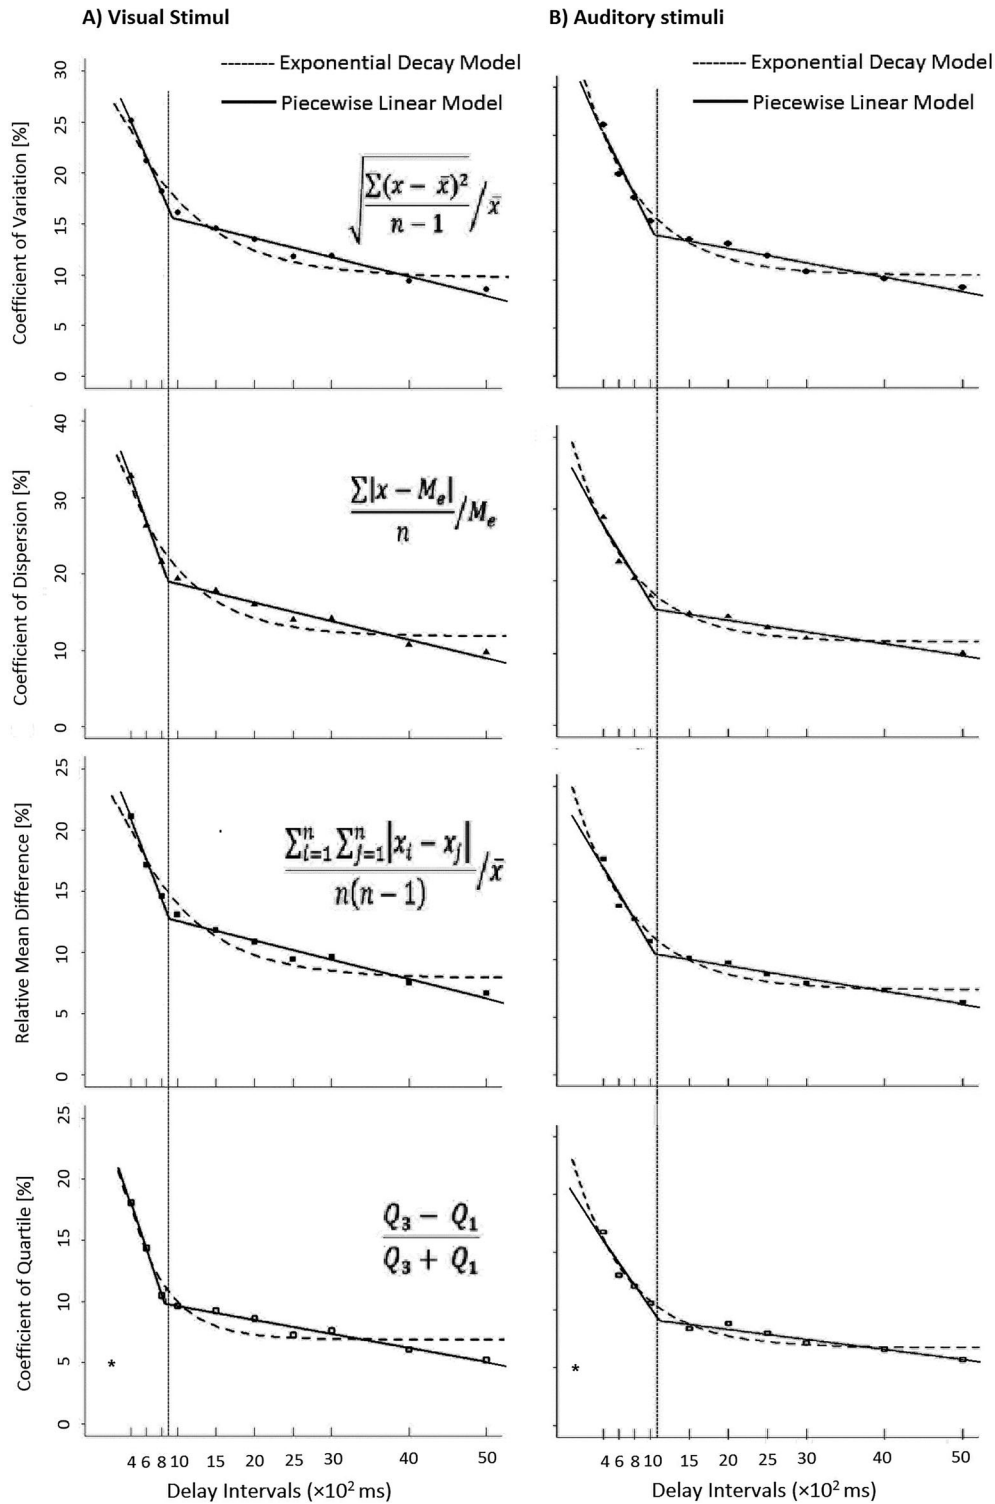 A) Visual Stimul
B) Auditory stimuli
Exponential Decay Model
Piecewise Linear Model
Exponential Decay Model
Piecewise Linear Model
Coefficient of Variation [%]
30
25
20
15
10
5
0
√(∑(x − x̄)² / (n − 1)) / x̄
4 6 8 10 15 20 25 30 40 50
4 6 8 10 15 20 25 30 40 50
Coefficient of Dispersion [%]
40
30
20
10
0
∑|x − Mₑ| / n / Mₑ
Relative Mean Difference [%]
25
20
15
10
5
0
∑ⁿᵢ₌₁ ∑ⁿⱼ₌₁ |xᵢ − xⱼ| / n(n − 1) / x̄
Coefficient of Quartile [%]
25
20
15
10
5
0
Q₃ − Q₁
Q₃ + Q₁
*
*
Delay Intervals (×10² ms)
Delay Intervals (×10² ms)